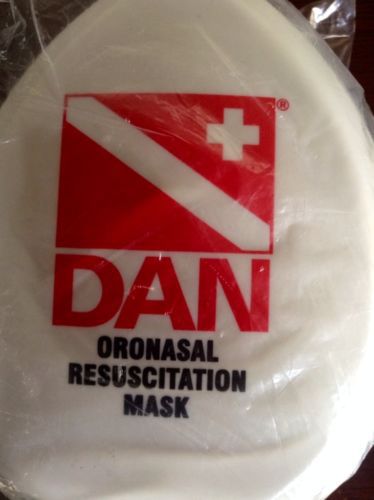 ®
DAN
ORONASAL
RESUSCITATION
MASK